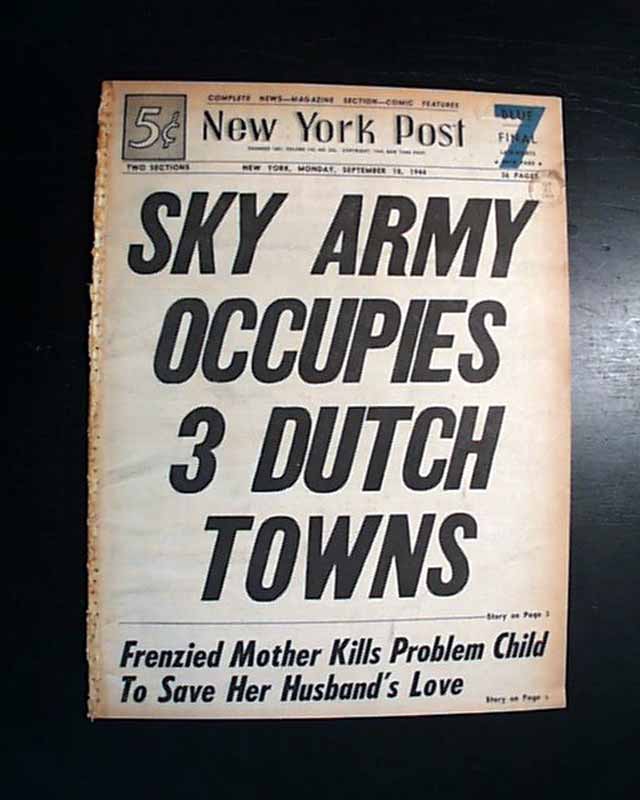 COMPLETE NEWS—MAGAZINE SECTION—COMIC FEATURES
5¢
New York Post
BLUE
FINAL
7
TWO SECTIONS
NEW YORK, MONDAY, SEPTEMBER 18, 1944
36 PAGES
SKY ARMY
OCCUPIES
3 DUTCH
TOWNS
Story on Page 3
Frenzied Mother Kills Problem Child
To Save Her Husband's Love
Story on Page